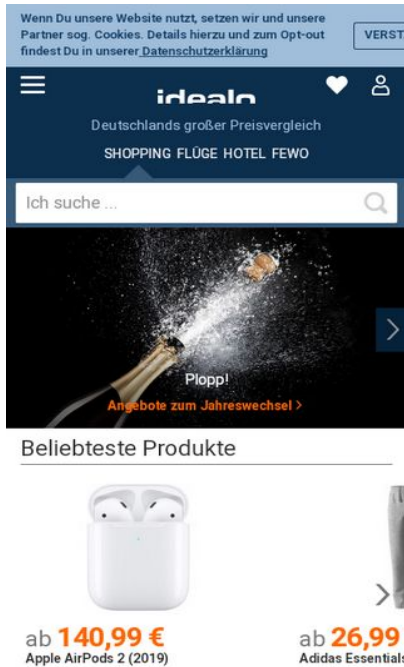 Wenn Du unsere Website nutzt, setzen wir und unsere
Partner sog. Cookies. Details hierzu und zum Opt-out
findest Du in unserer Datenschutzerklärung
idealo
Deutschlands großer Preisvergleich
SHOPPING FLÜGE HOTEL FEWO
Ich suche ...
Plopp!
Angebote zum Jahreswechsel >
Beliebteste Produkte
ab 140,99 €
Apple AirPods 2 (2019)
ab 26,99
Adidas Essentials